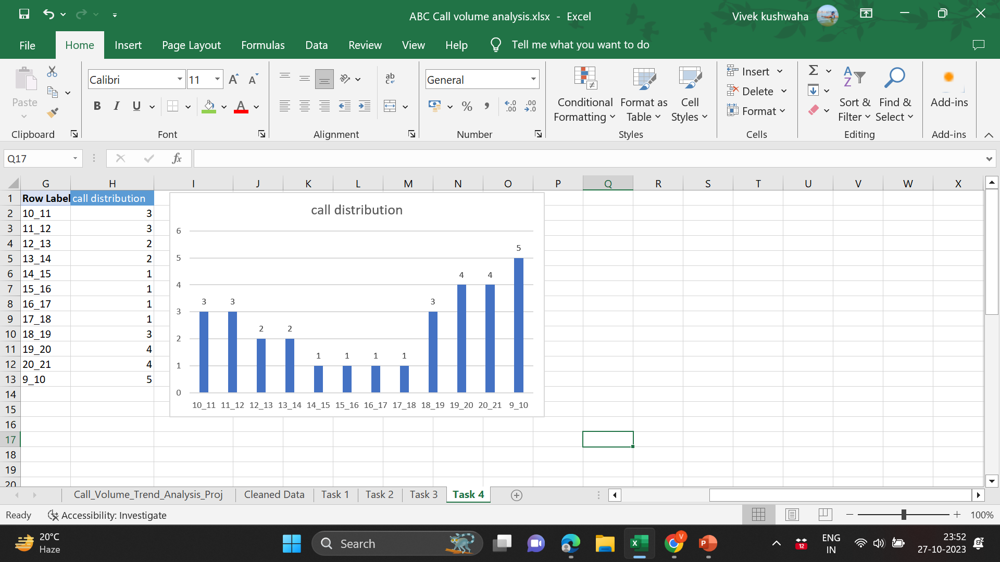 ABC Call volume analysis.xlsx - Excel
Vivek kushwaha
File Home Insert Page Layout Formulas Data Review View Help Tell me what you want to do
Paste
Clipboard
Calibri 11 A A
B I U A
Font
ab
c
Alignment
General
% , .0 .00 .00 .0
Number
Conditional Formatting
Format as Table
Cell Styles
Styles
Insert
Delete
Format
Cells
Σ
A
Z
Sort & Filter
Find & Select
Editing
Add-ins
Add-ins
Q17
fx
G H I J K L M N O P Q R S T U V W X
1 Row Label call distribution
2 10_11 3
3 11_12 3
4 12_13 2
5 13_14 2
6 14_15 1
7 15_16 1
8 16_17 1
9 17_18 1
10 18_19 3
11 19_20 4
12 20_21 4
13 9_10 5
14
15
16
17
18
19
20
call distribution
6
5
4
3
2
1
0
3 3 2 2 1 1 1 1 3 4 4 5
10_11 11_12 12_13 13_14 14_15 15_16 16_17 17_18 18_19 19_20 20_21 9_10
Call_Volume_Trend_Analysis_Proj Cleaned Data Task 1 Task 2 Task 3 Task 4
Ready Accessibility: Investigate
100%
20°C
Haze
Search
V
X
P
12
ENG
IN
23:52
27-10-2023